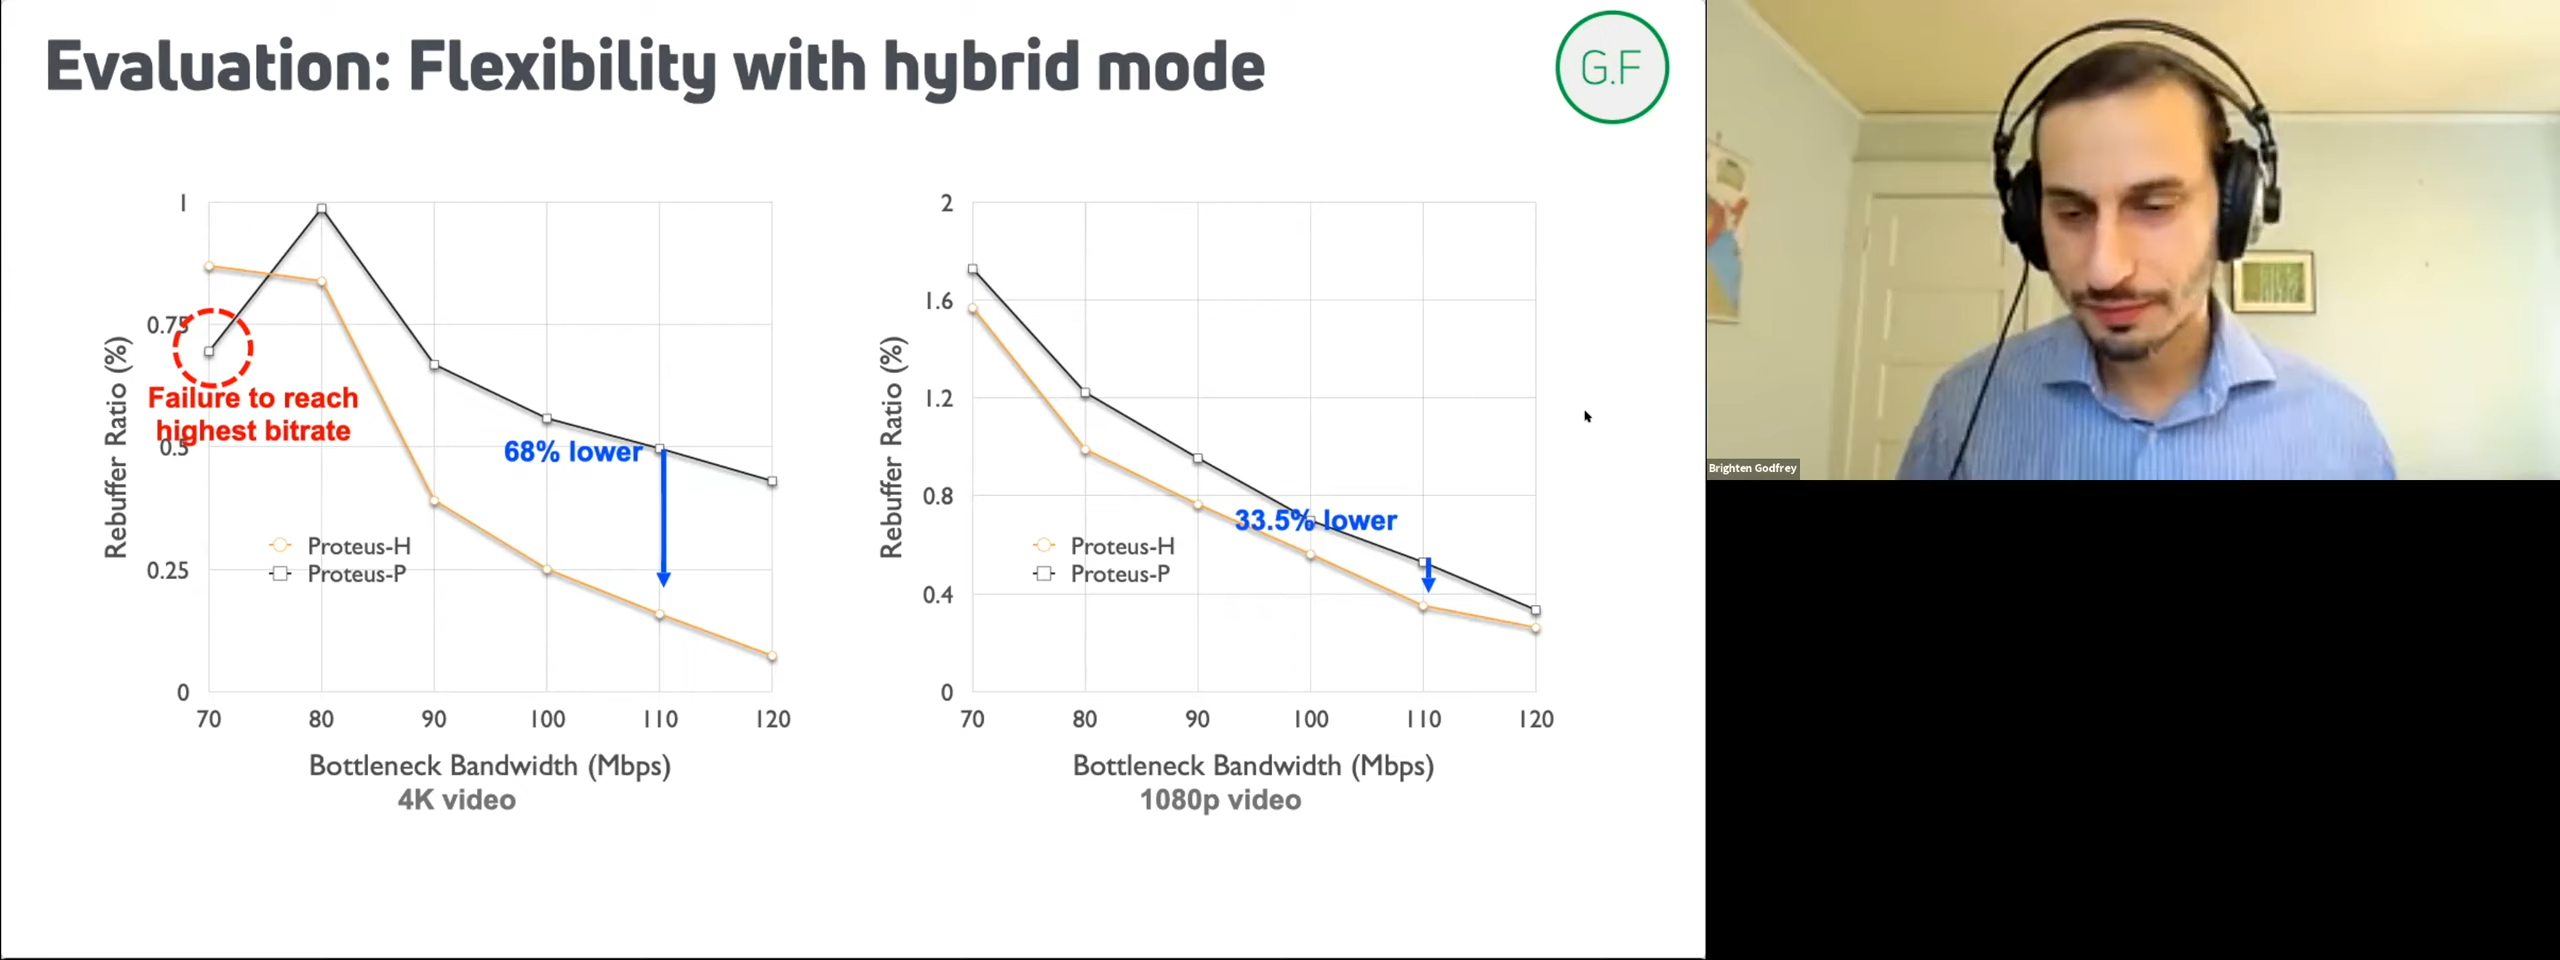 Evaluation: Flexibility with hybrid mode
G.F
1
0.75
0.5
0.25
0
Rebuffer Ratio (%)
Failure to reach
highest bitrate
68% lower
Proteus-H
Proteus-P
70 80 90 100 110 120
Bottleneck Bandwidth (Mbps)
4K video
2
1.6
1.2
0.8
0.4
0
Rebuffer Ratio (%)
33.5% lower
Proteus-H
Proteus-P
70 80 90 100 110 120
Bottleneck Bandwidth (Mbps)
1080p video
Brighten Godfrey